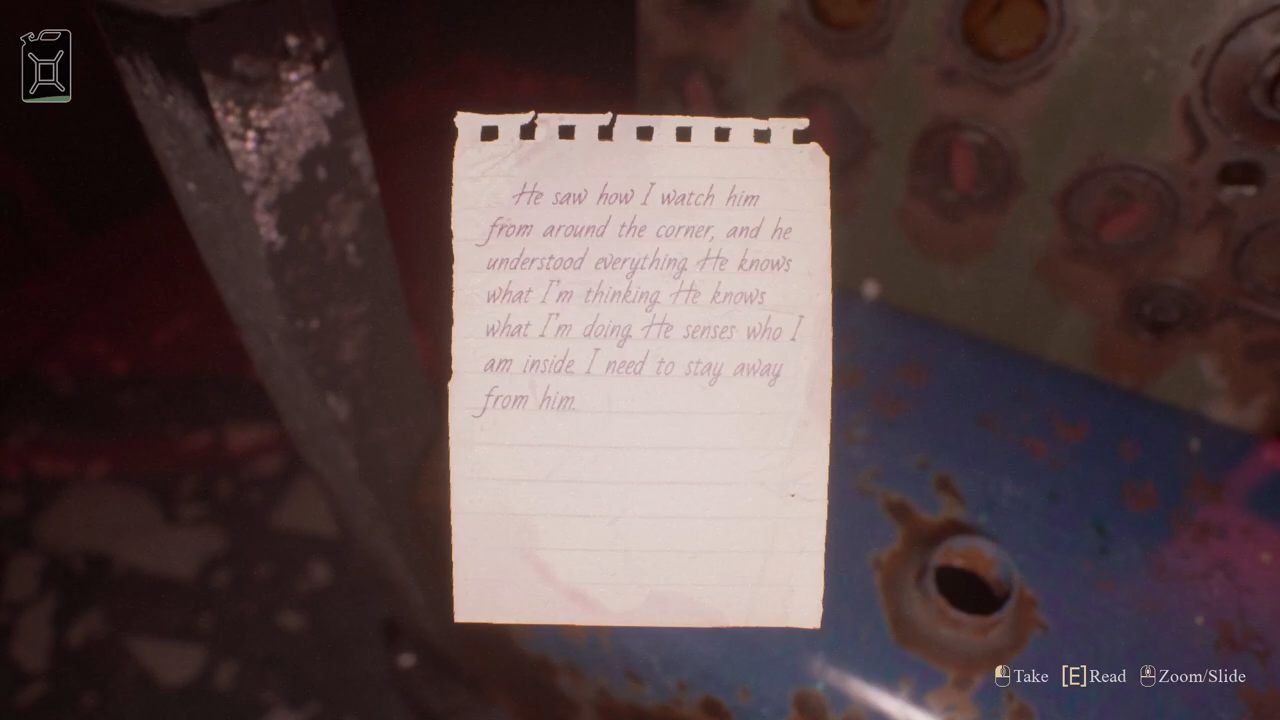 He saw how I watch him
from around the corner, and he
understood everything. He knows
what I'm thinking. He knows
what I'm doing. He senses who I
am inside. I need to stay away
from him.
Take [E]Read Zoom/Slide